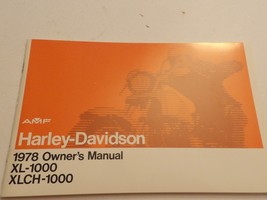 AMF
Harley-Davidson
1978 Owner's Manual
XL-1000
XLCH-1000